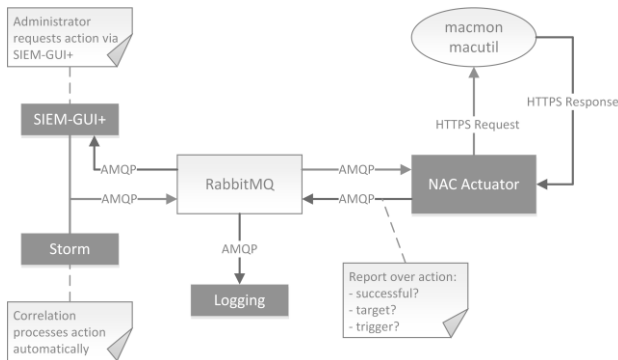 Administrator
requests action via
SIEM-GUI+
macmon
macutil
SIEM-GUI+
HTTPS Request
HTTPS Response
AMQP
RabbitMQ
AMQP
NAC Actuator
AMQP
AMQP
Storm
AMQP
Logging
Report over action:
- successful?
- target?
- trigger?
Correlation
processes action
automatically